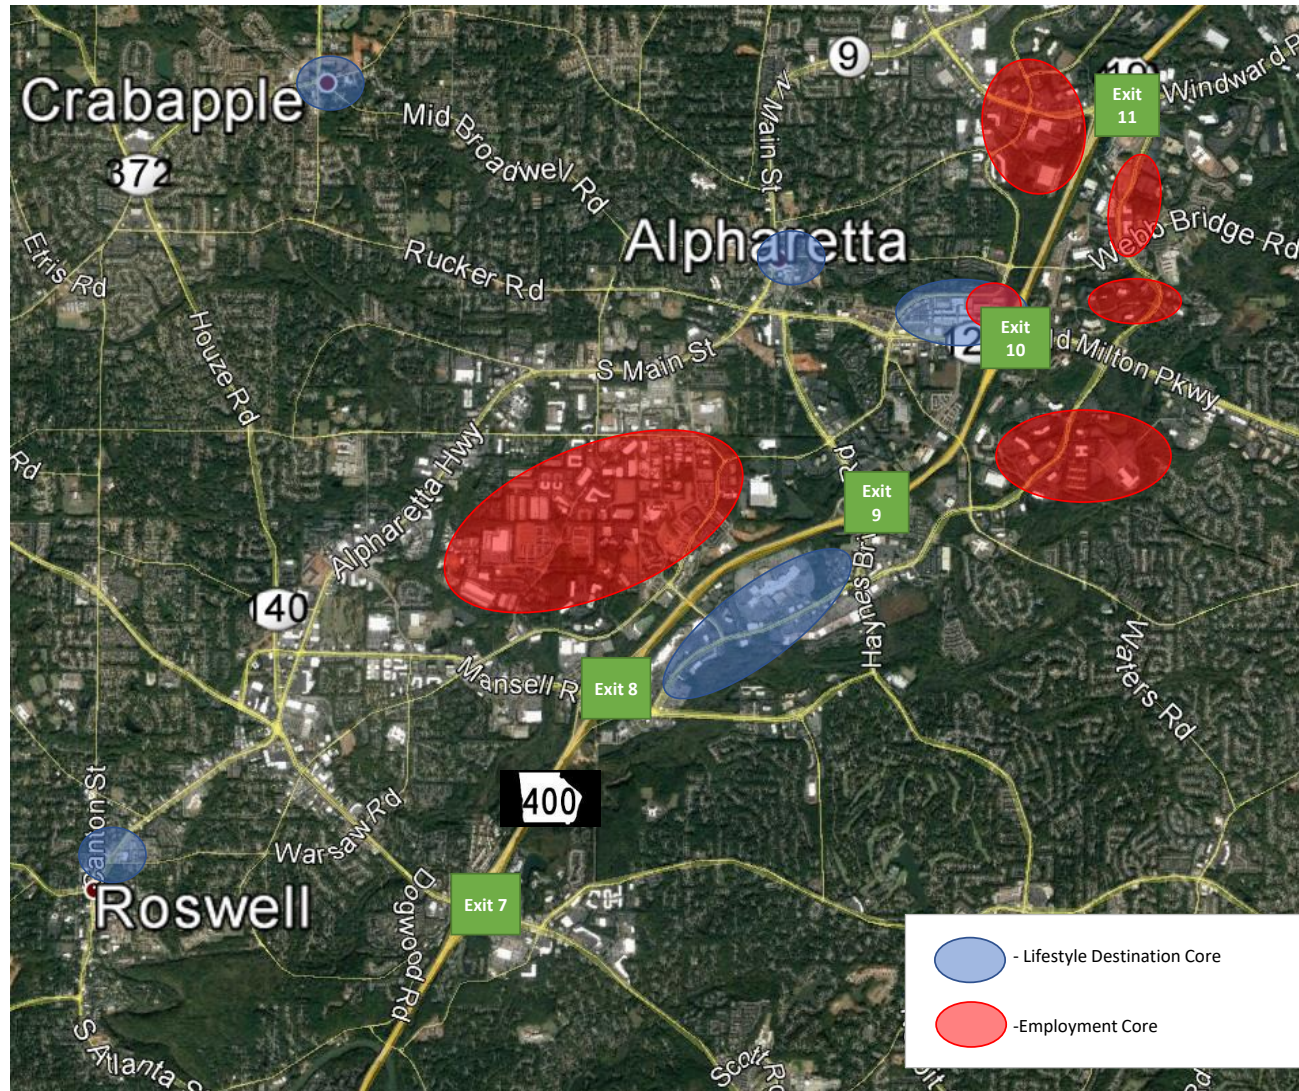 9
Crabapple
Exit
11
Windward P
Mid Broadwell Rd
N Main St
372
Alpharetta
Webb Bridge Rd
Etris Rd
Rucker Rd
Exit
10
ld Milton Pkwy
Houze Rd
S Main St
Rd
Alpharetta Hwy
Exit
9
Haynes Bri
Rd
140
Waters Rd
Mansell R
Exit 8
400
Canton St
Warsaw Rd
Roswell
Dogwood Rd
Exit 7
- Lifestyle Destination Core
-Employment Core
S Atlanta S
Scott Rd